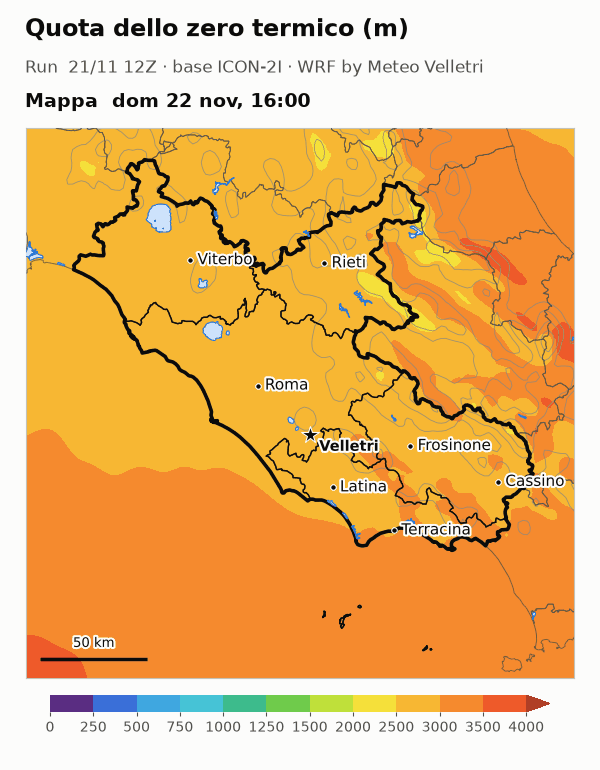 Quota dello zero termico (m)
Run  21/11 12Z · base ICON-2I · WRF by Meteo Velletri
Mappa  dom 22 nov, 16:00
Viterbo
Rieti
Roma
Velletri
Frosinone
Cassino
Latina
Terracina
50 km
0 250 500 750 1000 1250 1500 2000 2500 3000 3500 4000